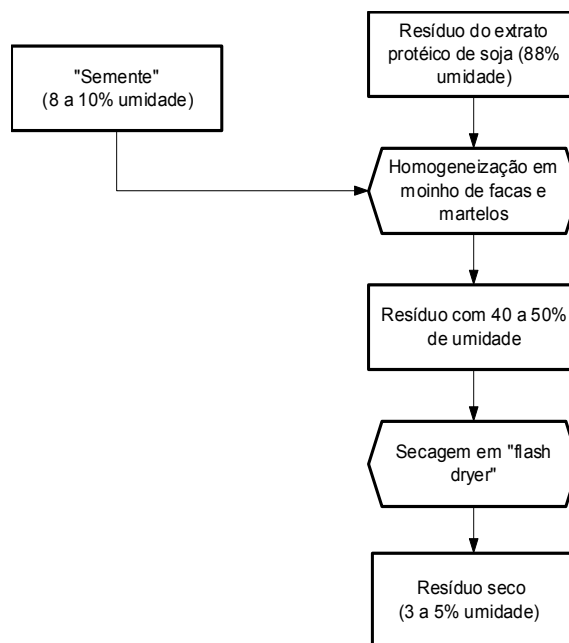 Resíduo do extrato
protéico de soja (88%
umidade)
"Semente"
(8 a 10% umidade)
Homogeneização em
moinho de facas e
martelos
Resíduo com 40 a 50%
de umidade
Secagem em "flash
dryer"
Resíduo seco
(3 a 5% umidade)